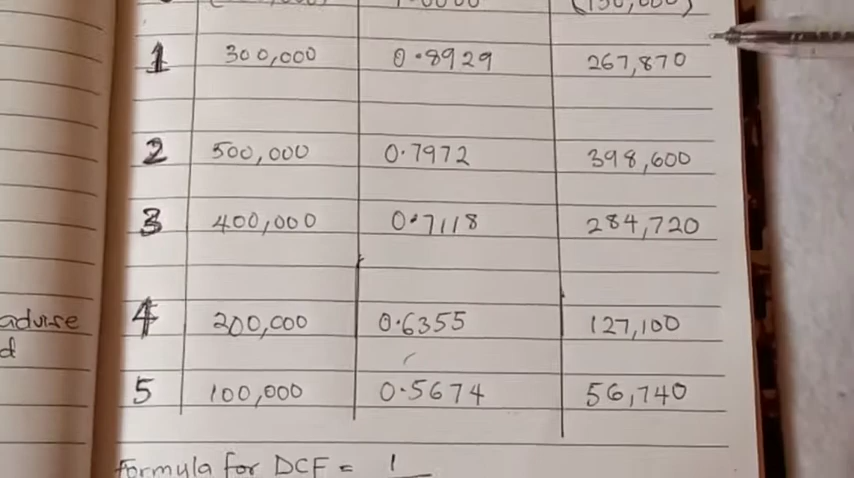 1 300,000 0.8929 267,870
2 500,000 0.7972 398,600
3 400,000 0.7118 284,720
advise 4 200,000 0.6355 127,100
d
5 100,000 0.5674 56,740
Formula for DCF = 1